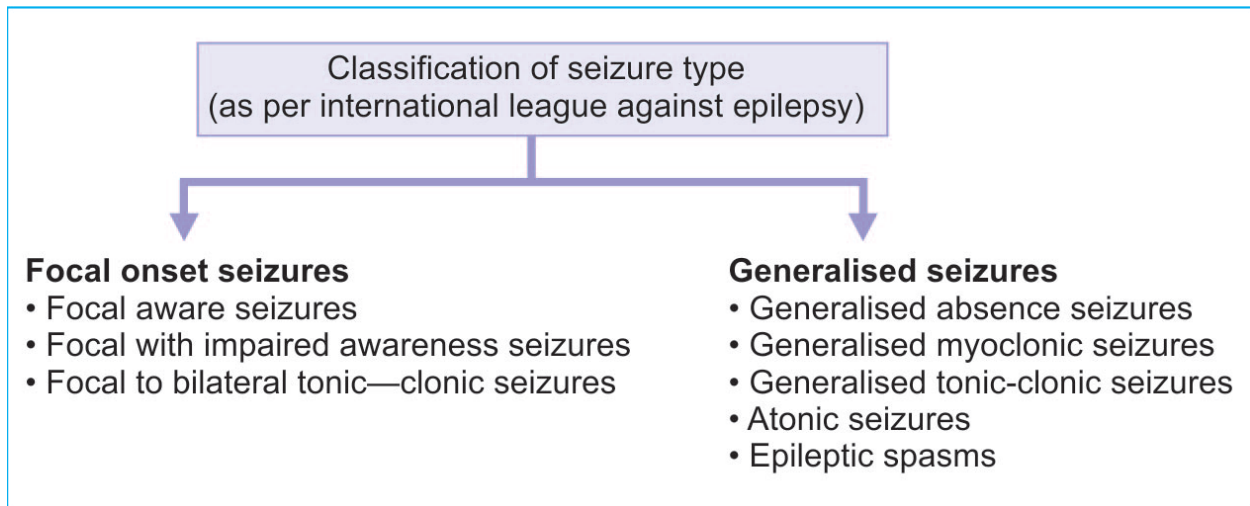 Classification of seizure type
(as per international league against epilepsy)
Focal onset seizures
• Focal aware seizures
• Focal with impaired awareness seizures
• Focal to bilateral tonic—clonic seizures
Generalised seizures
• Generalised absence seizures
• Generalised myoclonic seizures
• Generalised tonic-clonic seizures
• Atonic seizures
• Epileptic spasms